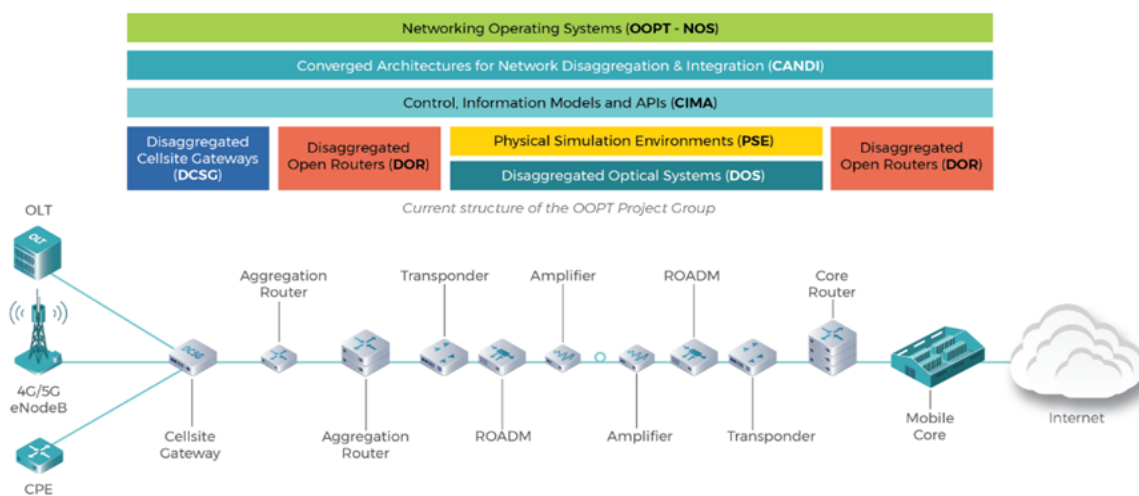 Networking Operating Systems (OOPT - NOS)
Converged Architectures for Network Disaggregation & Integration (CANDI)
Control, Information Models and APIs (CIMA)
Disaggregated
Cellsite Gateways
(DCSG)
Disaggregated
Open Routers (DOR)
Physical Simulation Environments (PSE)
Disaggregated Optical Systems (DOS)
Disaggregated
Open Routers (DOR)
Current structure of the OOPT Project Group
OLT
OLT
4G/5G
eNodeB
CPE
DCSG
Cellsite
Gateway
Aggregation
Router
Aggregation
Router
Transponder
ROADM
Amplifier
Amplifier
ROADM
Transponder
Core
Router
Mobile
Core
Internet